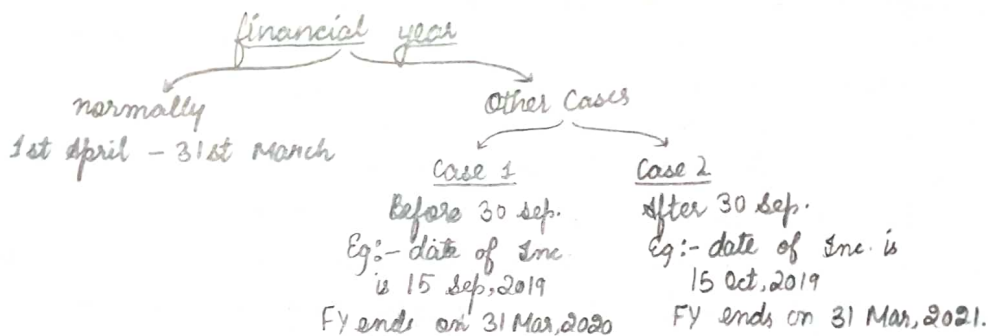 financial year
normally
1st April - 31st March
Other Cases
Case 1
Before 30 Sep.
Eg:- date of Inc
is 15 Sep, 2019
FY ends on 31 Mar, 2020
Case 2
After 30 Sep.
Eg:- date of Inc. is
15 Oct, 2019
FY ends on 31 Mar, 2021.